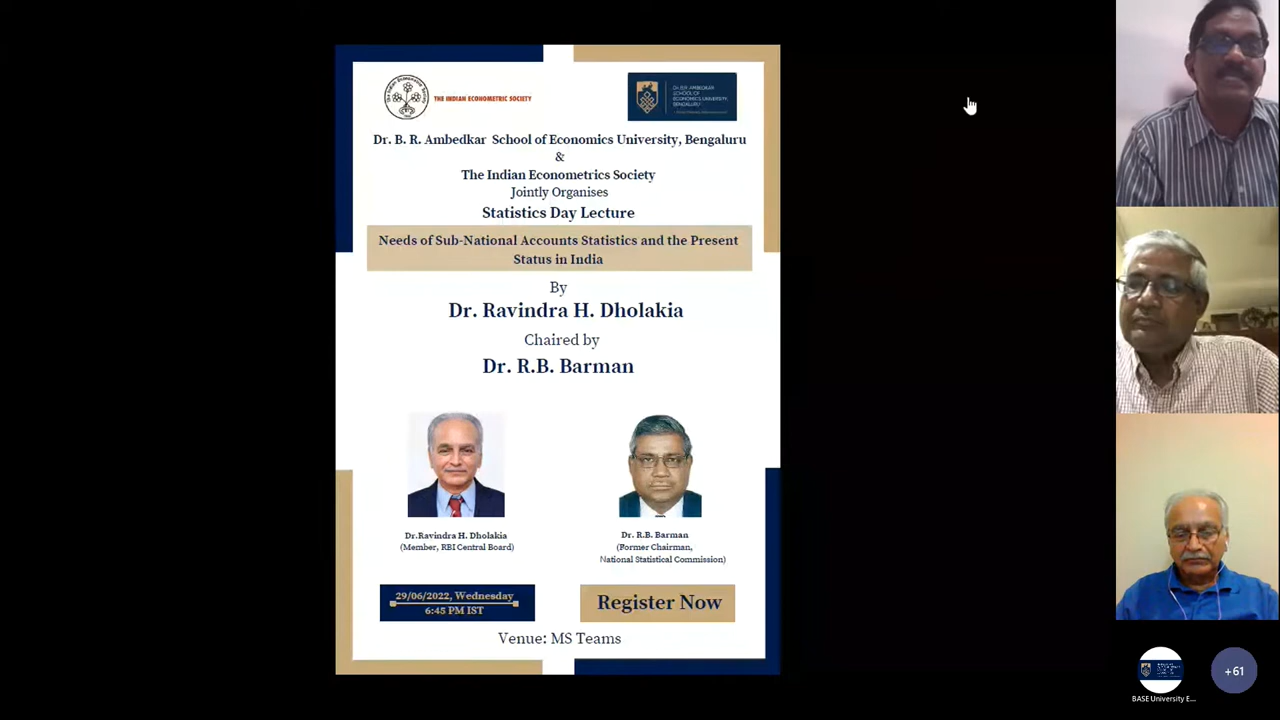 THE INDIAN ECONOMETRIC SOCIETY
Dr. B. R. Ambedkar School of Economics University, Bengaluru
&
The Indian Econometrics Society
Jointly Organises
Statistics Day Lecture
Needs of Sub-National Accounts Statistics and the Present
Status in India
By
Dr. Ravindra H. Dholakia
Chaired by
Dr. R.B. Barman
Dr.Ravindra H. Dholakia
(Member, RBI Central Board)
Dr. R.B. Barman
(Former Chairman,
National Statistical Commission)
29/06/2022, Wednesday
6:45 PM IST
Register Now
Venue: MS Teams
BASE University E...
+61